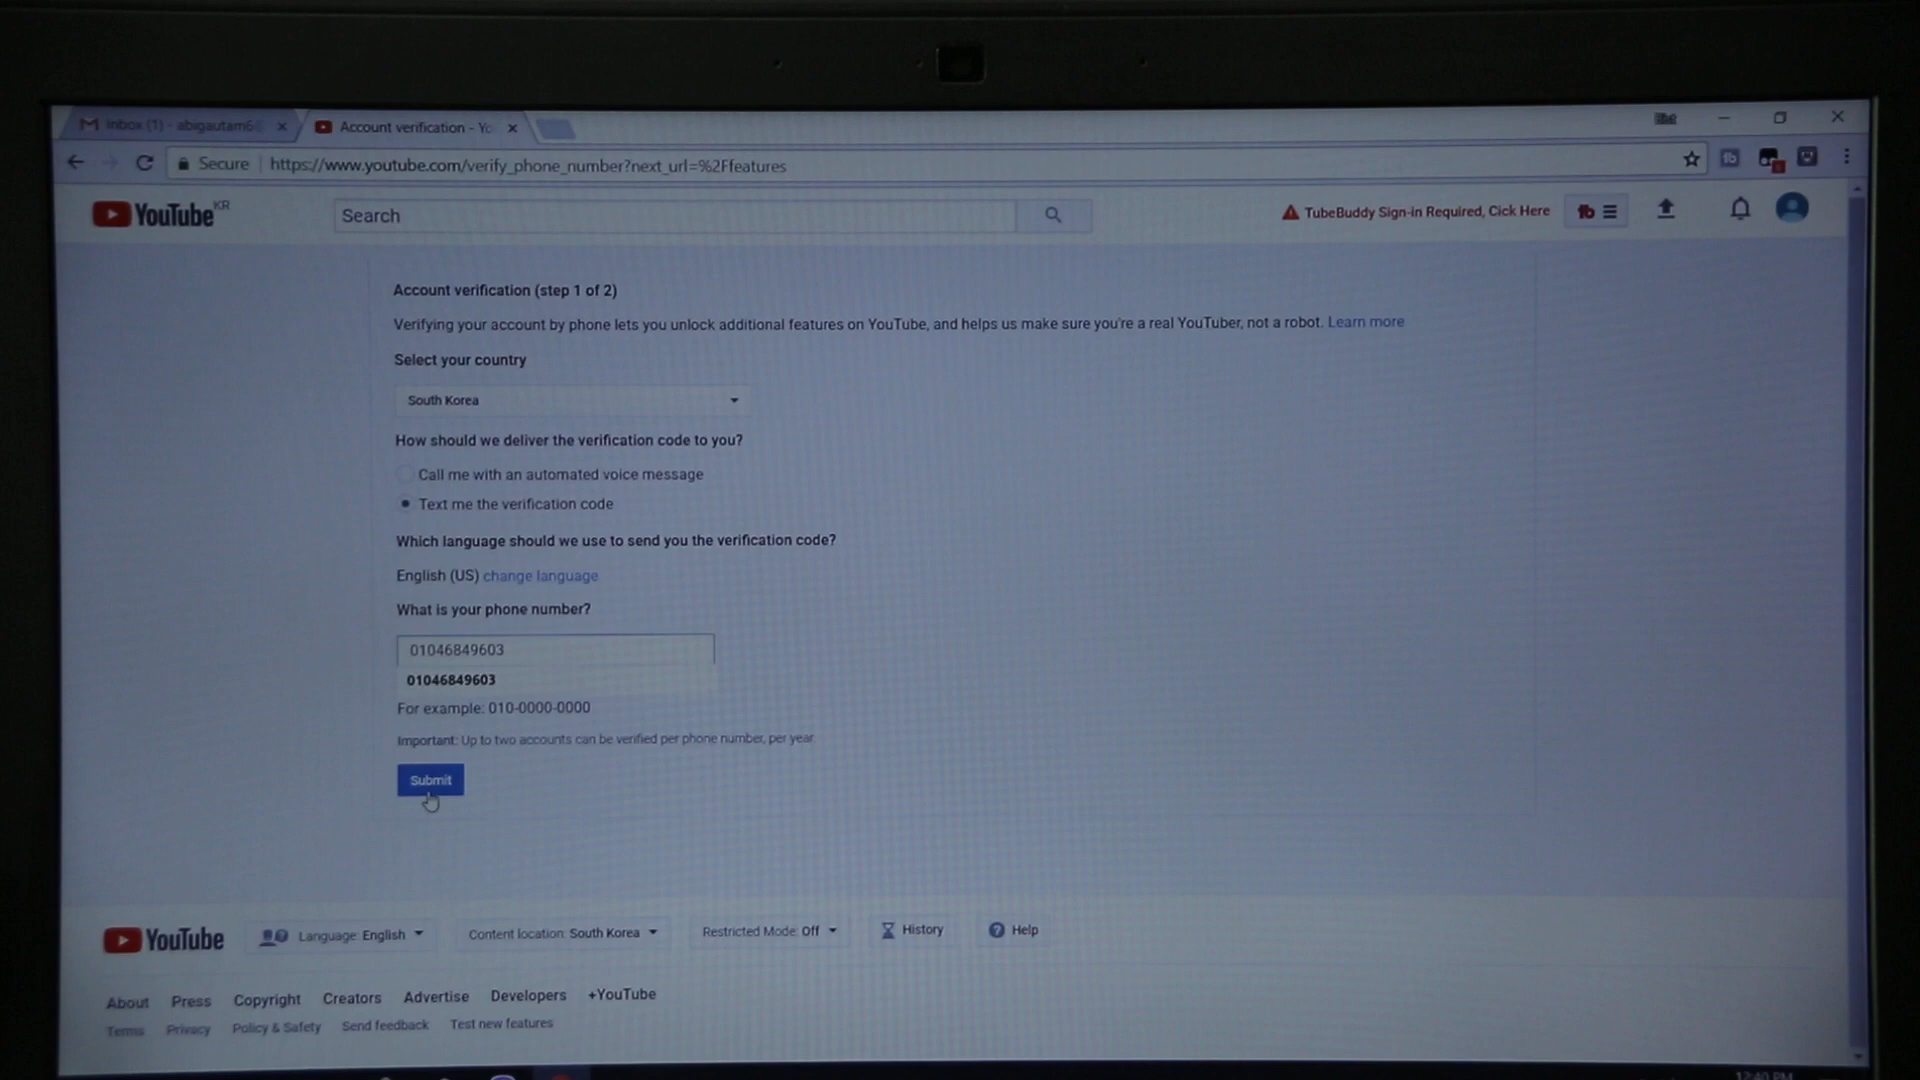 Inbox (1) - abigautam6
Account verification - Yo
Secure https://www.youtube.com/verify_phone_number?next_url=%2Ffeatures
YouTube KR
Search
TubeBuddy Sign-in Required, Cick Here
Account verification (step 1 of 2)
Verifying your account by phone lets you unlock additional features on YouTube, and helps us make sure you're a real YouTuber, not a robot. Learn more
Select your country
South Korea
How should we deliver the verification code to you?
Call me with an automated voice message
Text me the verification code
Which language should we use to send you the verification code?
English (US) change language
What is your phone number?
01046849603
01046849603
For example: 010-0000-0000
Important: Up to two accounts can be verified per phone number, per year
Submit
YouTube Language: English Content location: South Korea Restricted Mode: Off History Help
About Press Copyright Creators Advertise Developers +YouTube
Terms Privacy Policy & Safety Send feedback Test new features
12:40 PM